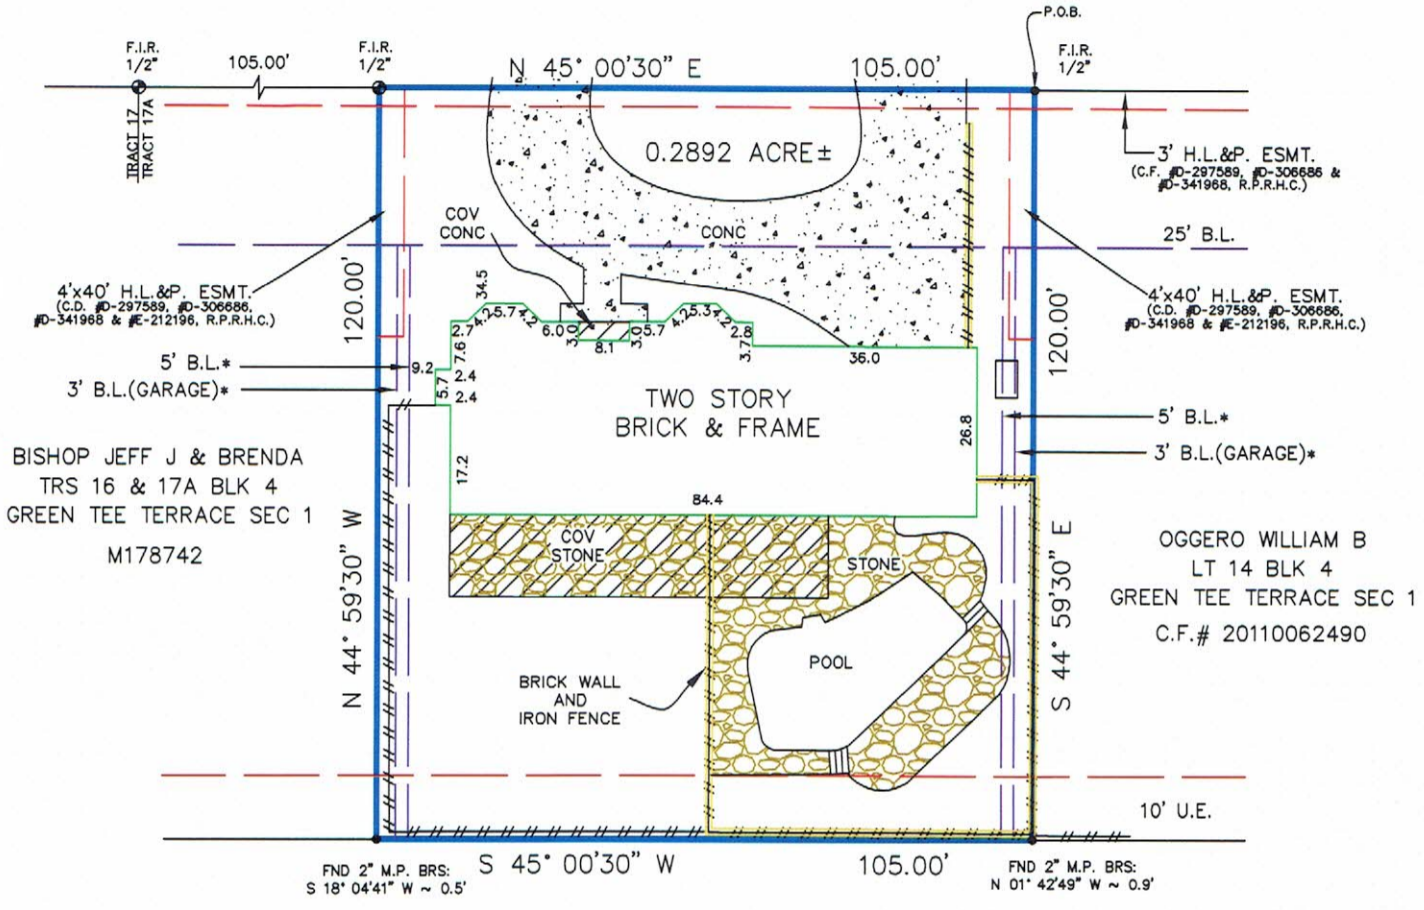 P.O.B.
F.I.R.
1/2"
105.00'
F.I.R.
1/2"
N 45° 00'30" E
105.00'
F.I.R.
1/2"
TRACT 17
TRACT 17A
0.2892 ACRE±
3' H.L.&P. ESMT.
(C.F. #D-297589, #D-306686 &
#D-341968, R.P.R.H.C.)
COV
CONC
CONC
25' B.L.
4'x40' H.L.&P. ESMT.
(C.D. #D-297589, #D-306686,
#D-341968 & #E-212196, R.P.R.H.C.)
120.00'
34.5
4'x40' H.L.&P. ESMT.
(C.D. #D-297589, #D-306686,
#D-341968 & #E-212196, R.P.R.H.C.)
120.00'
2.7
4.2
5.7
4.2
6.0
3.0
8.1
3.0
5.7
4.2
5.3
4.2
2.8
3.7
36.0
7.6
5' B.L.*
9.2
2.4
5.7
2.4
3' B.L.(GARAGE)*
TWO STORY
BRICK & FRAME
26.8
5' B.L.*
3' B.L.(GARAGE)*
BISHOP JEFF J & BRENDA
TRS 16 & 17A BLK 4
GREEN TEE TERRACE SEC 1
M178742
17.2
84.4
N 44° 59'30" W
COV
STONE
STONE
S 44° 59'30" E
OGGERO WILLIAM B
LT 14 BLK 4
GREEN TEE TERRACE SEC 1
C.F.# 20110062490
POOL
BRICK WALL
AND
IRON FENCE
10' U.E.
S 45° 00'30" W
105.00'
FND 2" M.P. BRS:
S 18° 04'41" W ~ 0.5'
FND 2" M.P. BRS:
N 01° 42'49" W ~ 0.9'